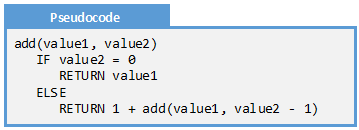 Pseudocode
add(value1, value2)
   IF value2 = 0
      RETURN value1
   ELSE
      RETURN 1 + add(value1, value2 - 1)